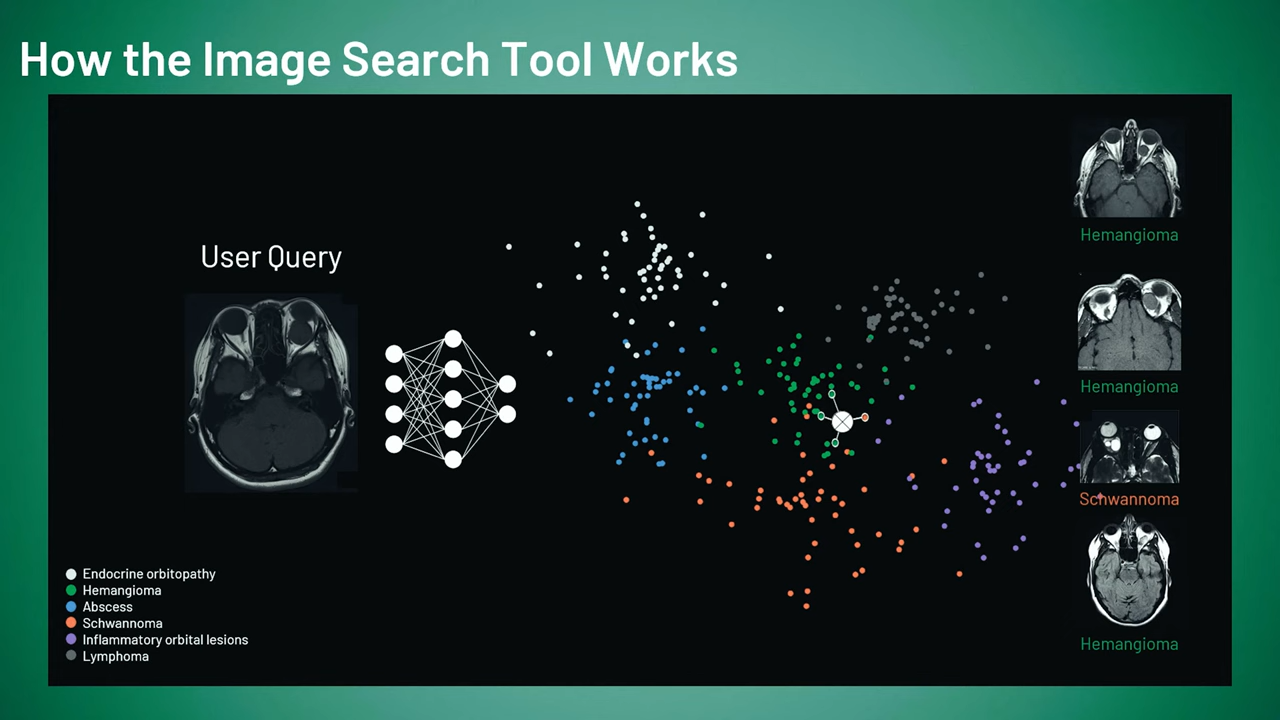 How the Image Search Tool Works
User Query
Hemangioma
Hemangioma
Schwannoma
Hemangioma
Endocrine orbitopathy
Hemangioma
Abscess
Schwannoma
Inflammatory orbital lesions
Lymphoma